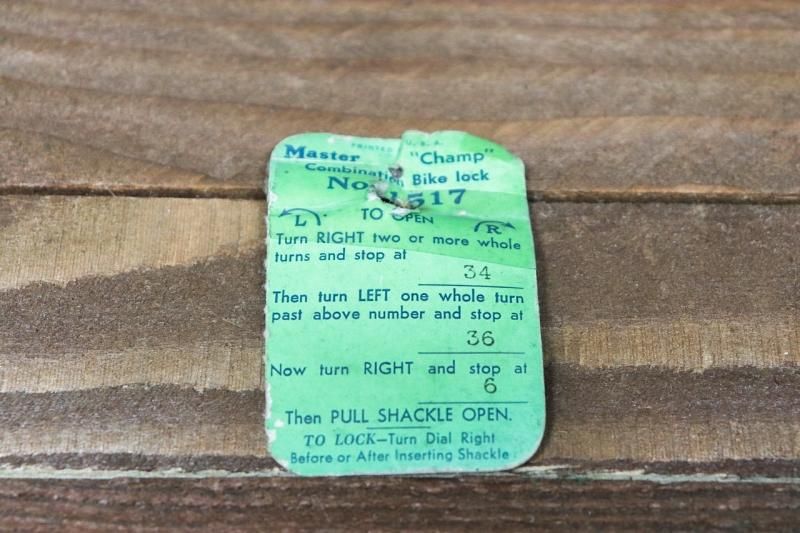 PRINTED U.S.A.
Master "Champ"
Combination Bike lock
No. 1517
TO OPEN
L R
Turn RIGHT two or more whole
turns and stop at
34
Then turn LEFT one whole turn
past above number and stop at
36
Now turn RIGHT and stop at
6
Then PULL SHACKLE OPEN.
TO LOCK—Turn Dial Right
Before or After Inserting Shackle